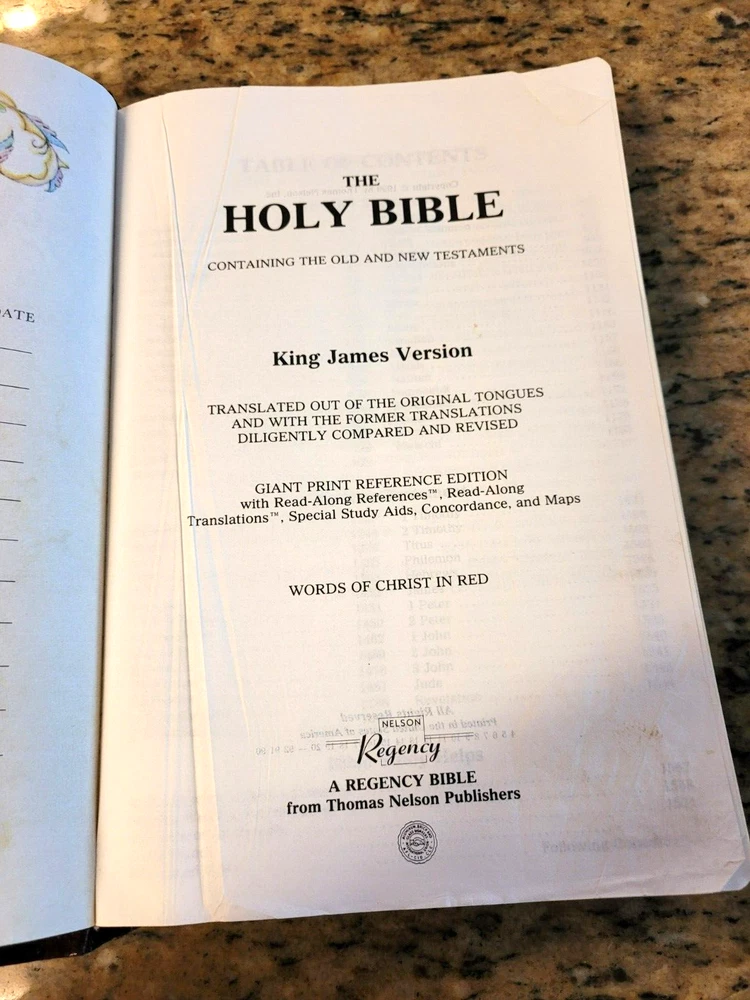 DATE
THE
HOLY BIBLE
CONTAINING THE OLD AND NEW TESTAMENTS
King James Version
TRANSLATED OUT OF THE ORIGINAL TONGUES
AND WITH THE FORMER TRANSLATIONS
DILIGENTLY COMPARED AND REVISED
GIANT PRINT REFERENCE EDITION
with Read-Along References™, Read-Along
Translations™, Special Study Aids, Concordance, and Maps
WORDS OF CHRIST IN RED
NELSON
Regency
A REGENCY BIBLE
from Thomas Nelson Publishers